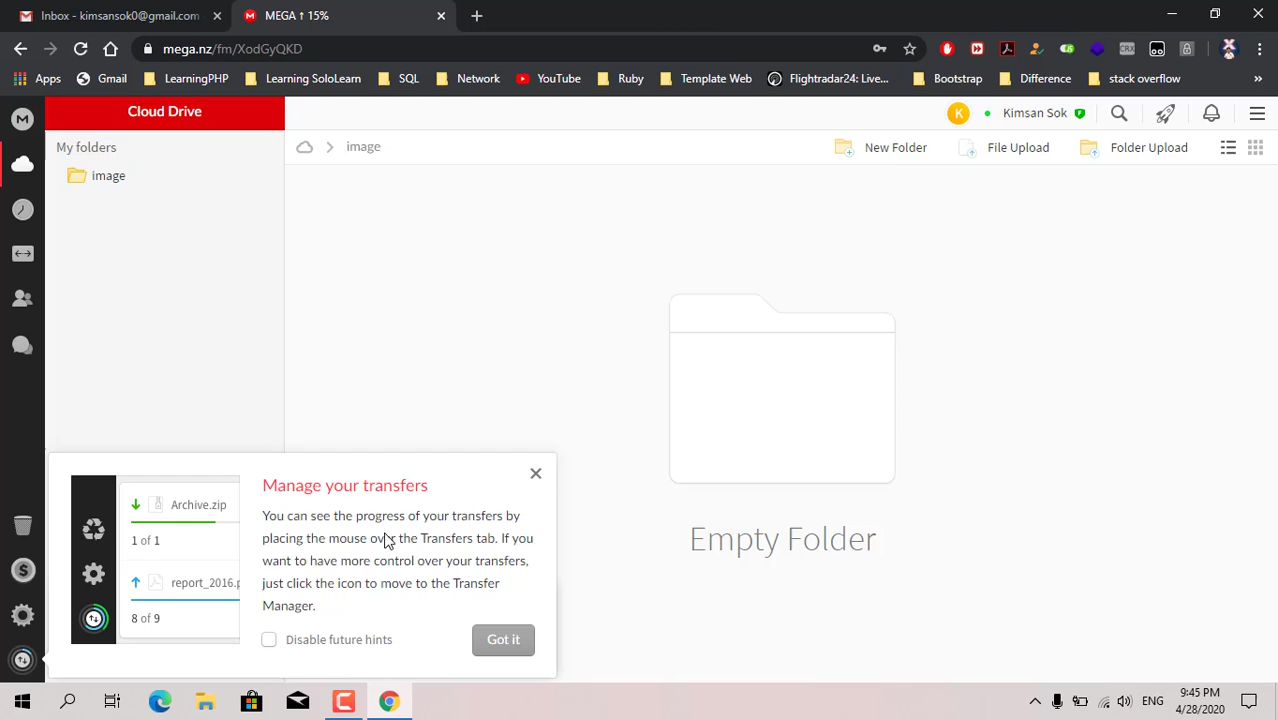 Inbox - kimsansok0@gmail.com
MEGA ↑ 15%
mega.nz/fm/XodGyQKD
Apps
Gmail
LearningPHP
Learning SoloLearn
SQL
Network
YouTube
Ruby
Template Web
Flightradar24: Live...
Bootstrap
Difference
stack overflow
»
CRX
M
Cloud Drive
K
Kimsan Sok
My folders
image
image
New Folder
File Upload
Folder Upload
Empty Folder
Archive.zip
1 of 1
report_2016.p
8 of 9
Manage your transfers
You can see the progress of your transfers by
placing the mouse over the Transfers tab. If you
want to have more control over your transfers,
just click the icon to move to the Transfer
Manager.
Disable future hints
Got it
ENG
9:45 PM
4/28/2020